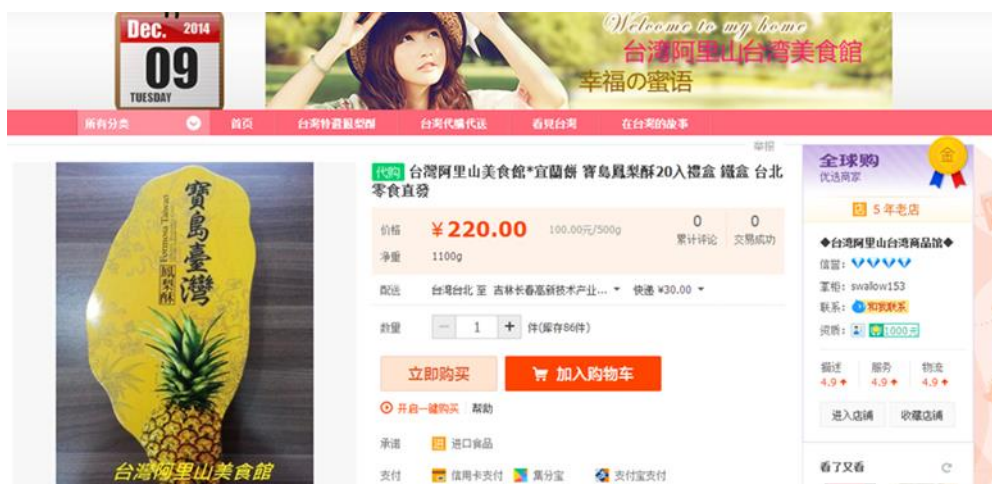 Dec. 2014
09
TUESDAY
Welcome to my home
台湾阿里山台湾美食館
幸福の蜜语
所有分类
首页
台灣特選鳳梨酥
台灣代購代送
看見台灣
在台灣的故事
举报
寶島臺灣
Formosa Taiwan
鳳梨酥
台灣阿里山美食館
代购 台灣阿里山美食館*宜蘭餅 寶島鳳梨酥20入禮盒 鐵盒 台北
零食直發
价格 ¥220.00 100.00元/500g
0 累计评论
0 交易成功
净重 1100g
配送 台湾台北 至 吉林长春高新技术产业... 快递 ¥30.00
数量 − 1 + 件(库存86件)
立即购买
加入购物车
开启一键购买 帮助
承诺 进口食品
支付 信用卡支付 集分宝 支付宝支付
全球购
优选商家
金
店 5 年老店
◆台湾阿里山台湾商品馆◆
信誉:
掌柜: swallow153
联系: 和我联系
资质: 1000元
描述 服务 物流
4.9 4.9 4.9
进入店铺 收藏店铺
看了又看